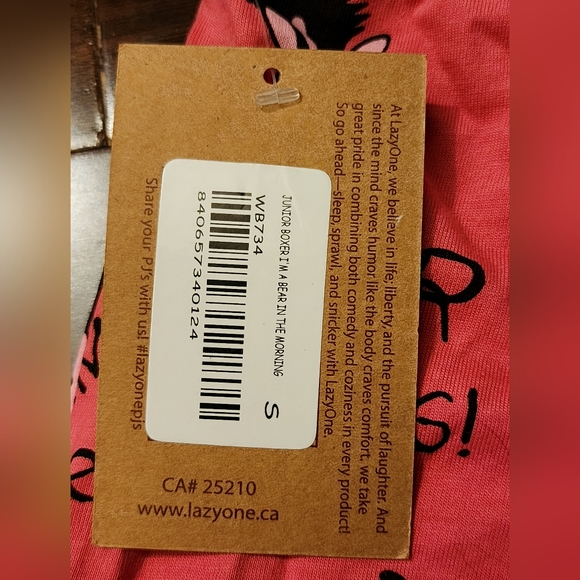 At LazyOne, we believe in life, liberty, and the pursuit of laughter. And
since the mind craves humor like the body craves comfort, we take
great pride in combining both comedy and coziness in every product!
So go ahead—sleep, sprawl, and snicker with LazyOne.
JUNIOR BOXER I'M A BEAR IN THE MORNING
S
WB734
840657340124
Share your PJ's with us! #lazyonepjs
CA# 25210
www.lazyone.ca